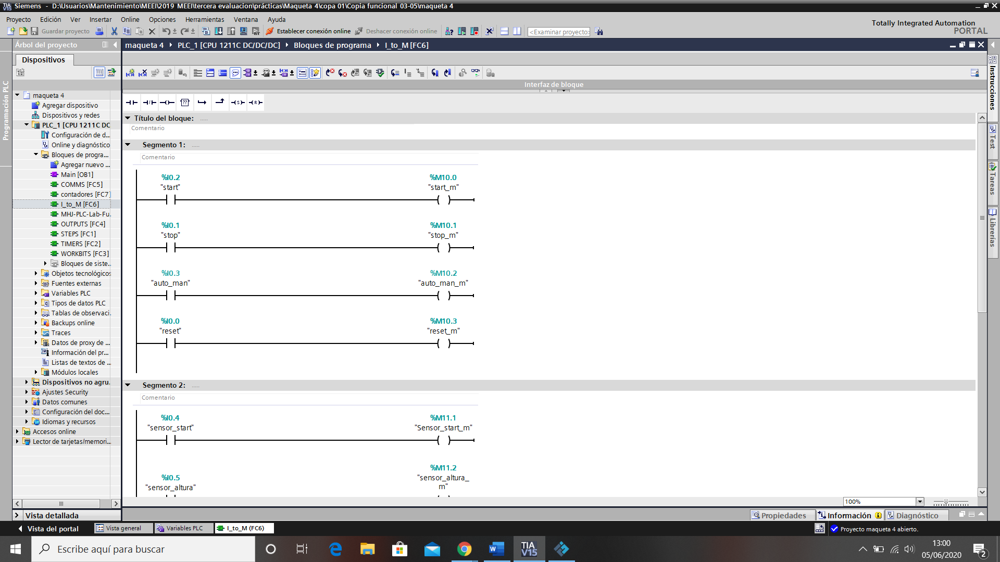 Siemens - D:\Usuarios\Mantenimiento\MEEI\2019 MEEI\tercera evaluacion\prácticas\Maqueta 4\copa 01\Copia funcional 03-05\maqueta 4
Proyecto Edición Ver Insertar Online Opciones Herramientas Ventana Ayuda
Totally Integrated Automation
PORTAL
Guardar proyecto Establecer conexión online Deshacer conexión online <Examinar proyecto>
Árbol del proyecto
maqueta 4 PLC_1 [CPU 1211C DC/DC/DC] Bloques de programa I_to_M [FC6]
Dispositivos
Programación PLC
maqueta 4
Agregar dispositivo
Dispositivos y redes
PLC_1 [CPU 1211C DC
Configuración de d...
Online y diagnóstico
Bloques de progra...
Agregar nuevo ...
Main [OB1]
COMMS [FC5]
contadores [FC7]
I_to_M [FC6]
MHJ-PLC-Lab-Fu.
OUTPUTS [FC4]
STEPS [FC1]
TIMERS [FC2]
WORKBITS [FC3]
Bloques de siste..
Objetos tecnológicos
Fuentes externas
Variables PLC
Tipos de datos PLC
Tablas de observaci.
Backups online
Traces
Datos de proxy de ...
Información del pr...
Listas de textos de ..
Módulos locales
Dispositivos no agru.
Ajustes Security
Datos comunes
Configuración del doc...
Idiomas y recursos
Accesos online
Lector de tarjetas/memori...
Vista detallada
Interfaz de bloque
??
S
R
Título del bloque: .....
Comentario
Segmento 1: .....
Comentario
%I0.2 %M10.0
"start" "start_m"
%I0.1 %M10.1
"stop" "stop_m"
%I0.3 %M10.2
"auto_man" "auto_man_m"
%I0.0 %M10.3
"reset" "reset_m"
Segmento 2: .....
Comentario
%I0.4 %M11.1
"sensor_start" "Sensor_start_m"
%M11.2
%I0.5 "sensor_altura_
"sensor_altura" m"
100%
Instrucciones
Test
Tareas
Librerías
Propiedades Información Diagnóstico
Vista del portal Vista general Variables PLC I_to_M (FC6)
Proyecto maqueta 4 abierto.
Escribe aquí para buscar
TIA
V15
13:00
05/06/2020
2